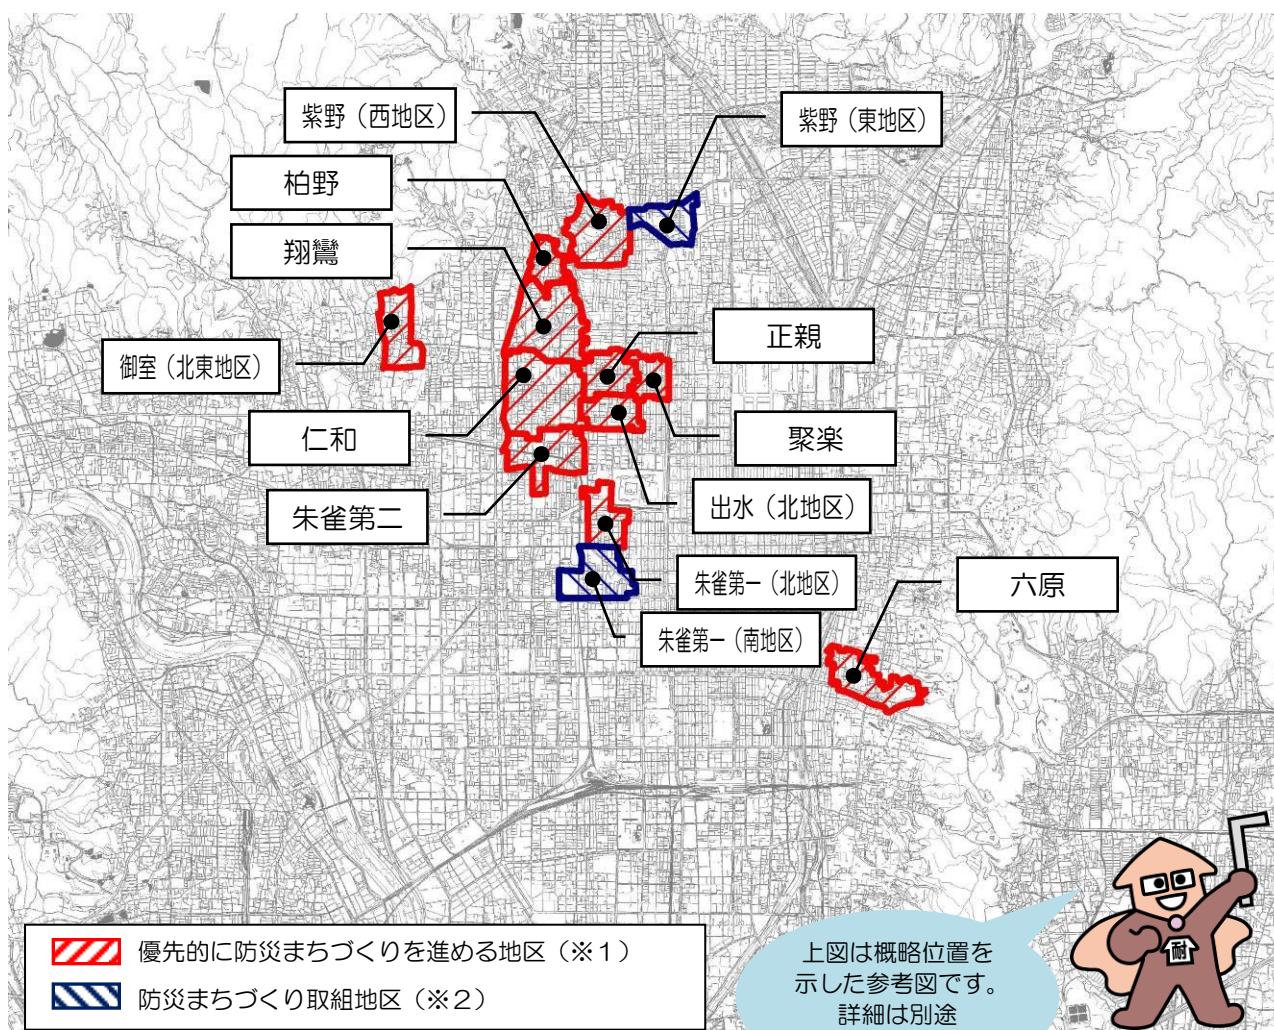 紫野（西地区）
紫野（東地区）
柏野
翔鸞
正親
御室（北東地区）
仁和
聚楽
朱雀第二
出水（北地区）
朱雀第一（北地区）
六原
朱雀第一（南地区）
優先的に防災まちづくりを進める地区（※１）
防災まちづくり取組地区（※２）
上図は概略位置を
示した参考図です。
詳細は別途
耐